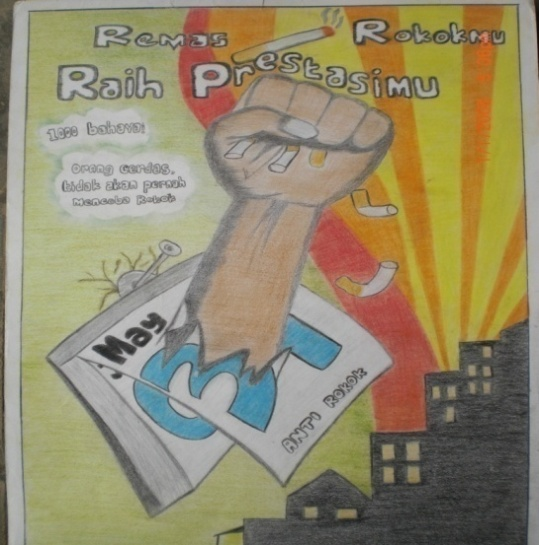 Remas Rokokmu
Raih Prestasimu
1000 bahaya!
Orang Cerdas,
tidak akan pernah
Mencoba Rokok
May
31
ANTI ROKOK